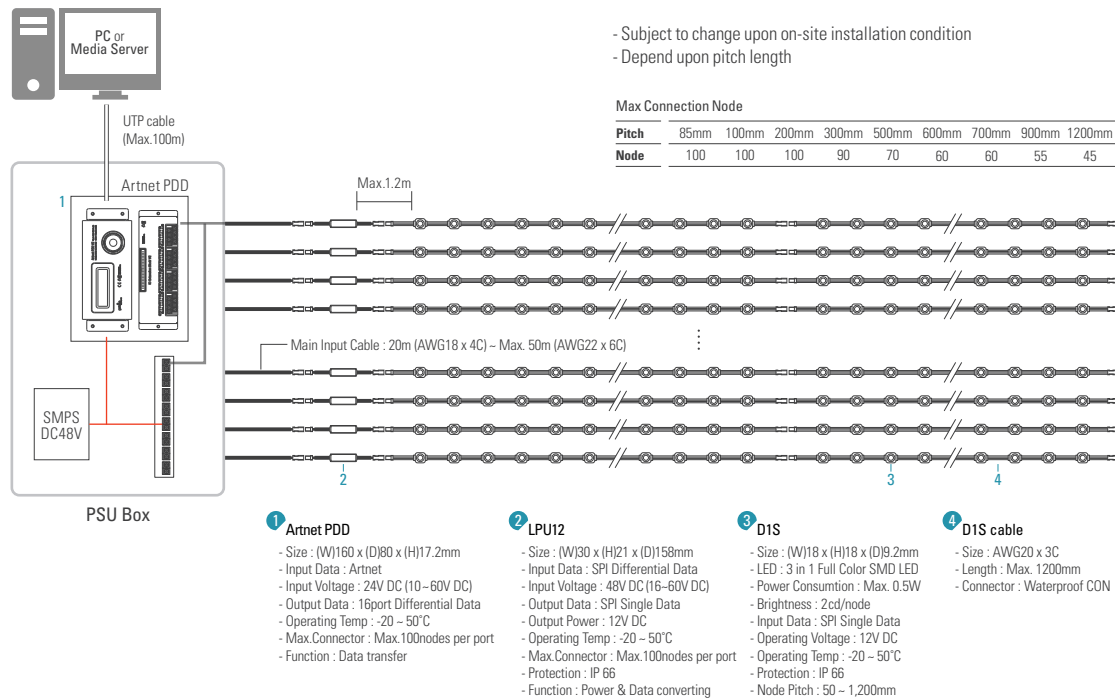 PC or
Media Server
- Subject to change upon on-site installation condition
- Depend upon pitch length
UTP cable
(Max.100m)
Max Connection Node
Pitch 85mm 100mm 200mm 300mm 500mm 600mm 700mm 900mm 1200mm
Node 100 100 100 90 70 60 60 55 45
Artnet PDD
1
Max.1.2m
Main Input Cable : 20m (AWG18 x 4C) ~ Max. 50m (AWG22 x 6C)
SMPS
DC48V
2
3
4
PSU Box
1 Artnet PDD
- Size : (W)160 x (D)80 x (H)17.2mm
- Input Data : Artnet
- Input Voltage : 24V DC (10~60V DC)
- Output Data : 16port Differential Data
- Operating Temp : -20 ~ 50˚C
- Max.Connector : Max.100nodes per port
- Function : Data transfer
2 LPU12
- Size : (W)30 x (H)21 x (D)158mm
- Input Data : SPI Differential Data
- Input Voltage : 48V DC (16~60V DC)
- Output Data : SPI Single Data
- Output Power : 12V DC
- Operating Temp : -20 ~ 50˚C
- Max.Connector : Max.100nodes per port
- Protection : IP 66
- Function : Power & Data converting
3 D1S
- Size : (W)18 x (H)18 x (D)9.2mm
- LED : 3 in 1 Full Color SMD LED
- Power Consumtion : Max. 0.5W
- Brightness : 2cd/node
- Input Data : SPI Single Data
- Operating Voltage : 12V DC
- Operating Temp : -20 ~ 50˚C
- Protection : IP 66
- Node Pitch : 50 ~ 1,200mm
4 D1S cable
- Size : AWG20 x 3C
- Length : Max. 1200mm
- Connector : Waterproof CON